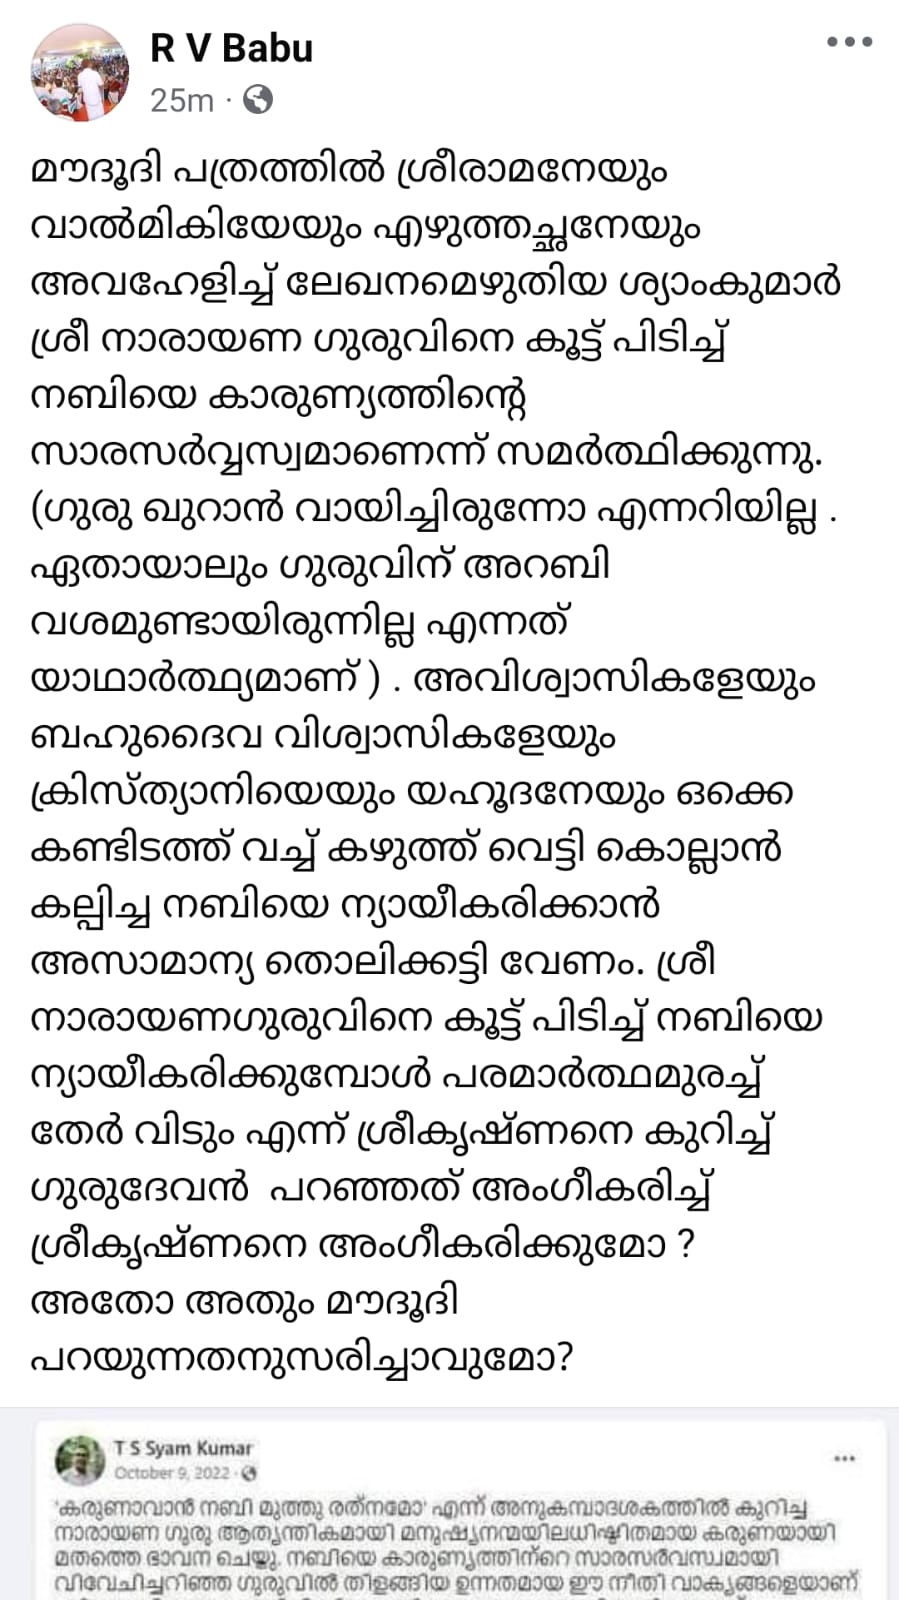 R V Babu
25m ·
മൗദൂദി പത്രത്തിൽ ശ്രീരാമനേയും
വാൽമികിയേയും എഴുത്തച്ഛനേയും
അവഹേളിച്ച് ലേഖനമെഴുതിയ ശ്യാംകുമാർ
ശ്രീ നാരായണ ഗുരുവിനെ കൂട്ട് പിടിച്ച്
നബിയെ കാരുണ്യത്തിന്റെ
സാരസർവ്വസ്വമാണെന്ന് സമർത്ഥിക്കുന്നു.
(ഗുരു ഖുറാൻ വായിച്ചിരുന്നോ എന്നറിയില്ല .
ഏതായാലും ഗുരുവിന് അറബി
വശമുണ്ടായിരുന്നില്ല എന്നത്
യാഥാർത്ഥ്യമാണ് ) . അവിശ്വാസികളേയും
ബഹുദൈവ വിശ്വാസികളേയും
ക്രിസ്ത്യാനിയെയും യഹൂദനേയും ഒക്കെ
കണ്ടിടത്ത് വച്ച് കഴുത്ത് വെട്ടി കൊല്ലാൻ
കല്പിച്ച നബിയെ ന്യായീകരിക്കാൻ
അസാമാന്യ തൊലിക്കട്ടി വേണം. ശ്രീ
നാരായണഗുരുവിനെ കൂട്ട് പിടിച്ച് നബിയെ
ന്യായീകരിക്കുമ്പോൾ പരമാർത്ഥമുരച്ച്
തേർ വിടും എന്ന് ശ്രീകൃഷ്ണനെ കുറിച്ച്
ഗുരുദേവൻ പറഞ്ഞത് അംഗീകരിച്ച്
ശ്രീകൃഷ്ണനെ അംഗീകരിക്കുമോ ?
അതോ അതും മൗദൂദി
പറയുന്നതനുസരിച്ചാവുമോ?
T S Syam Kumar
October 9, 2022 ·
'കരുണാവാൻ നബി മുത്തു രത്നമോ' എന്ന് അനുകമ്പാദശകത്തിൽ കുറിച്ച
നാരായണ ഗുരു ആത്യന്തികമായി മനുഷ്യനന്മയിലധിഷ്ഠിതമായ കരുണയായി
മതത്തെ ഭാവന ചെയ്തു. നബിയെ കാരുണ്യത്തിന്റെ സാരസർവസ്വമായി
വിവേചിച്ചറിഞ്ഞ ഗുരുവിൽ തിളങ്ങിയ ഉന്നതമായ ഈ നീതി വാക്യങ്ങളെയാണ്